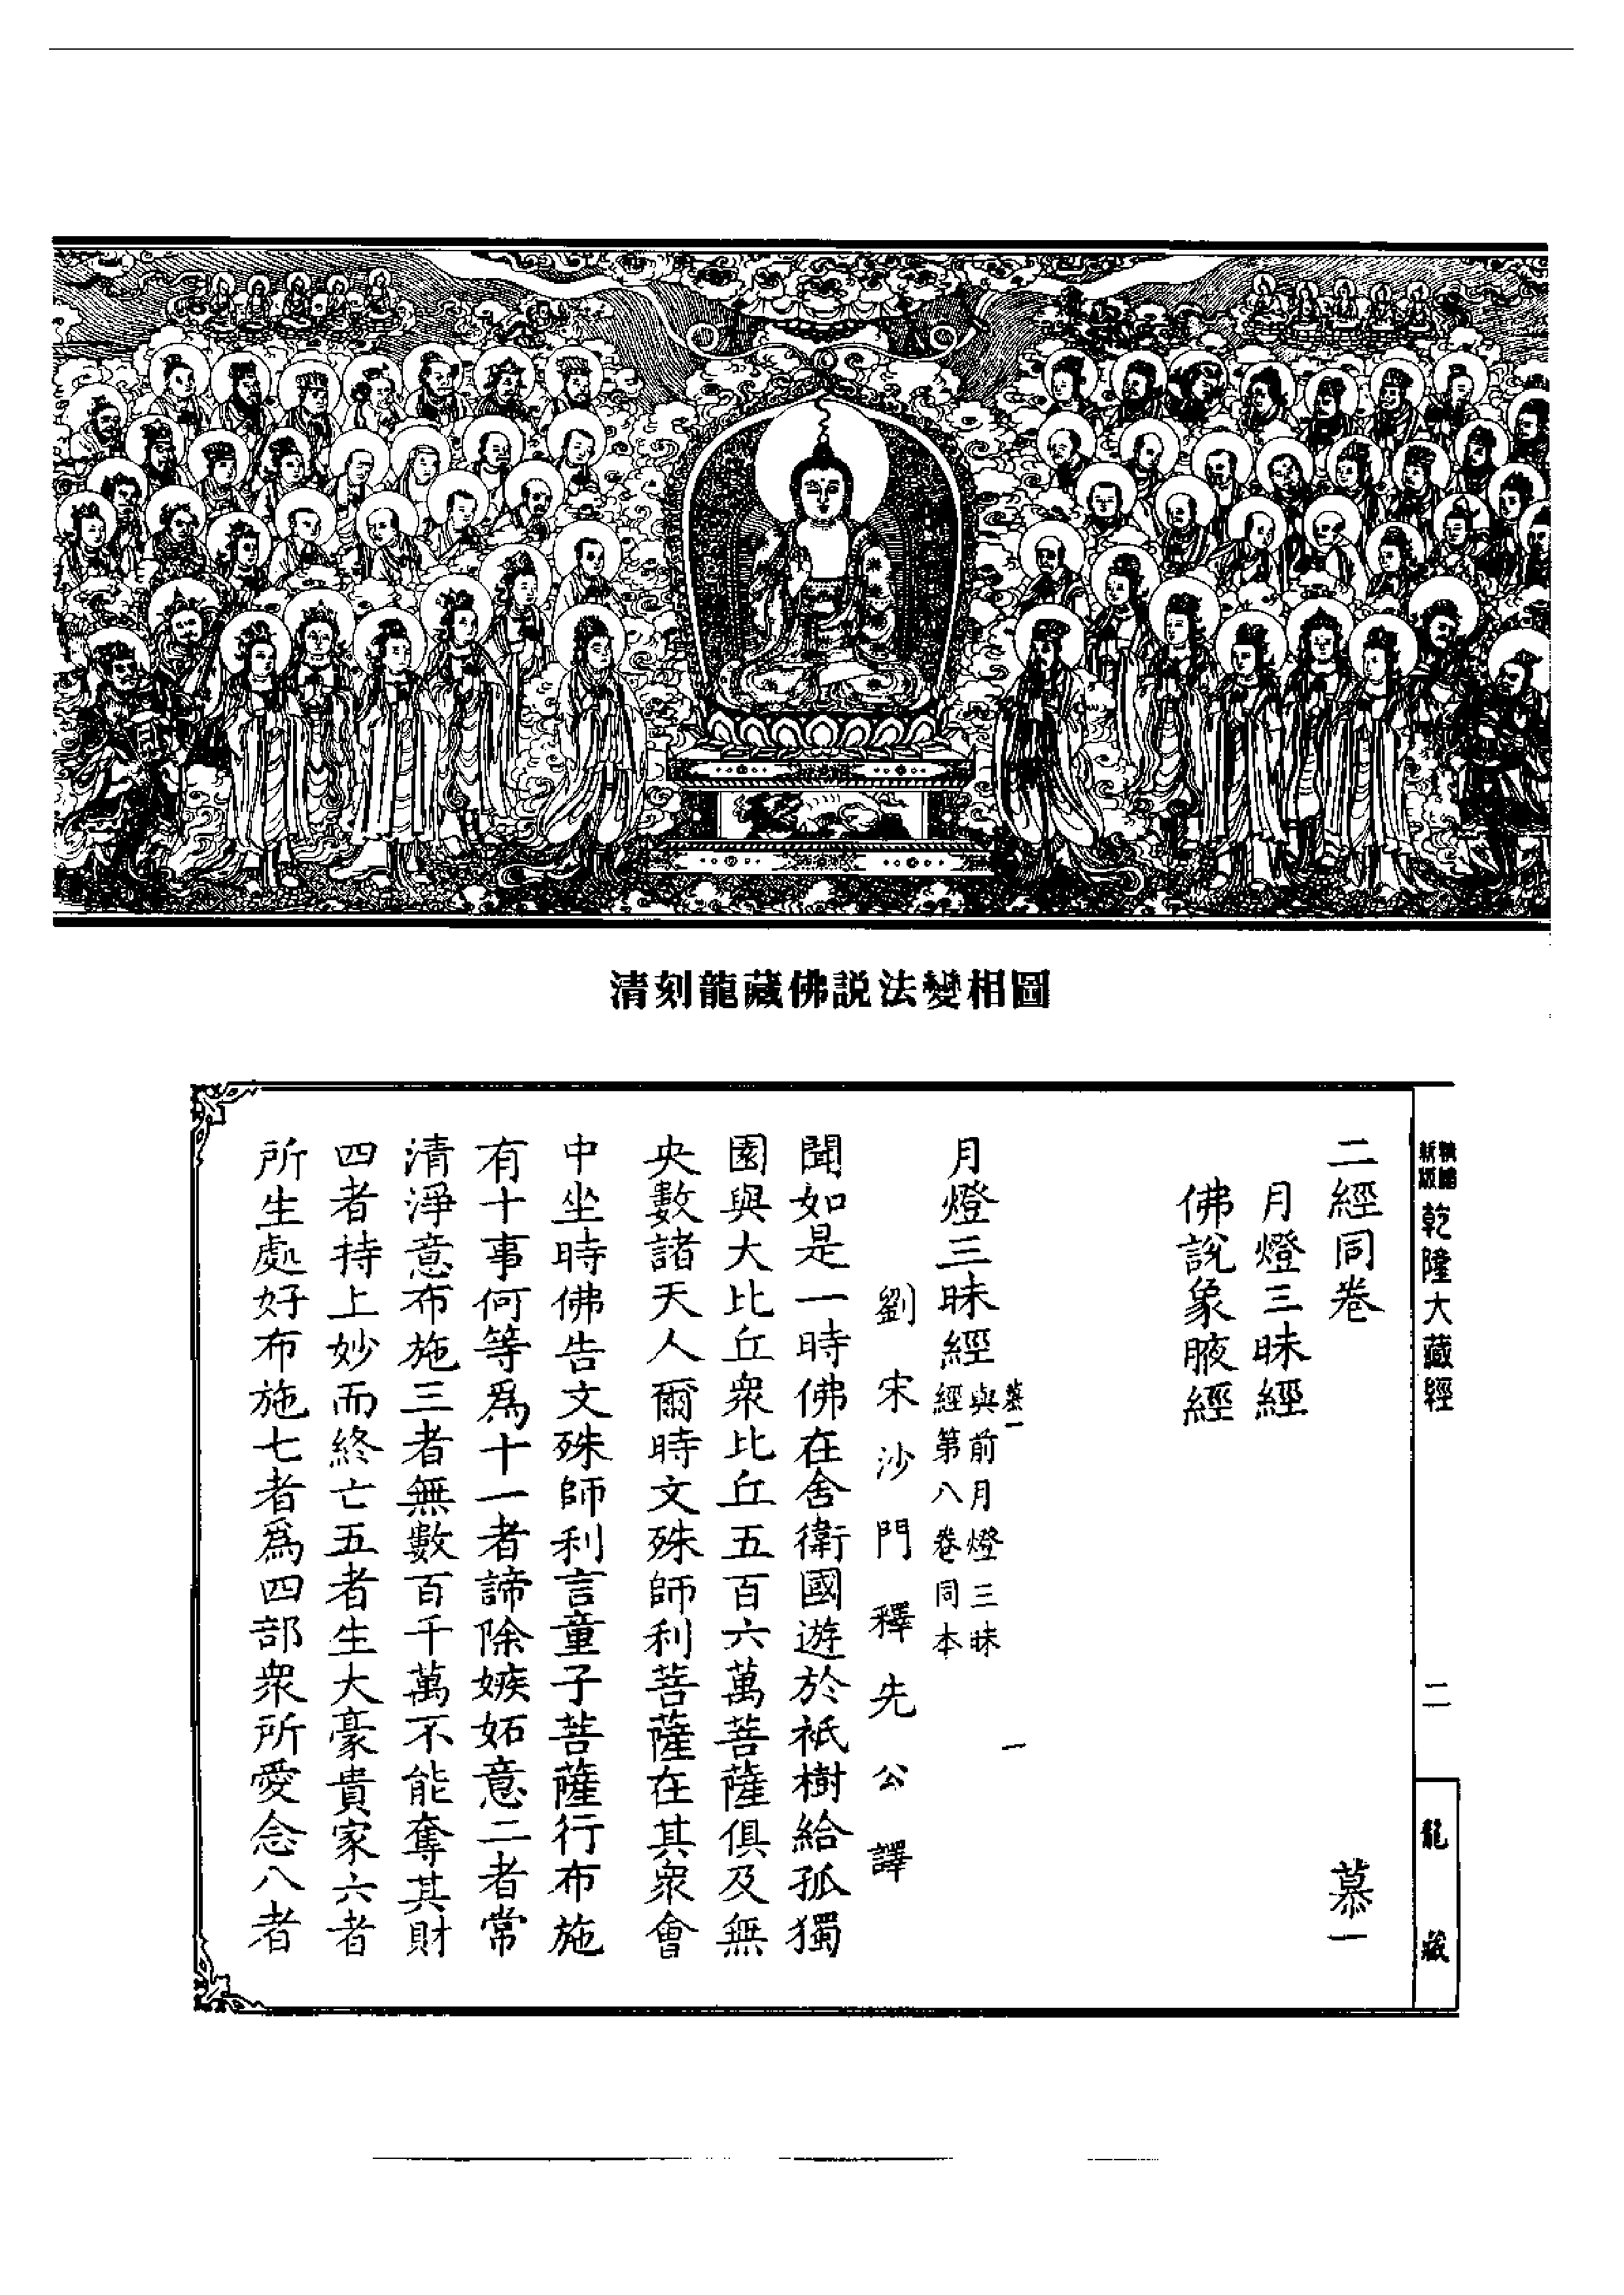 清刻龍藏佛説法變相圖
新版
乾隆大藏經
二
龍藏
二經同卷
慕一
月燈三昧經
佛說象腋經
慕一
一
月燈三昧經
與前月燈三昧
經第八卷同本
劉宋沙門釋先公譯
聞如是一時佛在舍衛國遊於祇樹給孤獨
園與大比丘衆比丘五百六萬菩薩俱及無
央數諸天人爾時文殊師利菩薩在其衆會
中坐時佛告文殊師利言童子菩薩行布施
有十事何等爲十一者諦除嫉妬意二者常
清淨意布施三者無數百千萬不能奪其財
四者持上妙而終亡五者生大豪貴家六者
所生處好布施七者爲四部衆所愛念八者